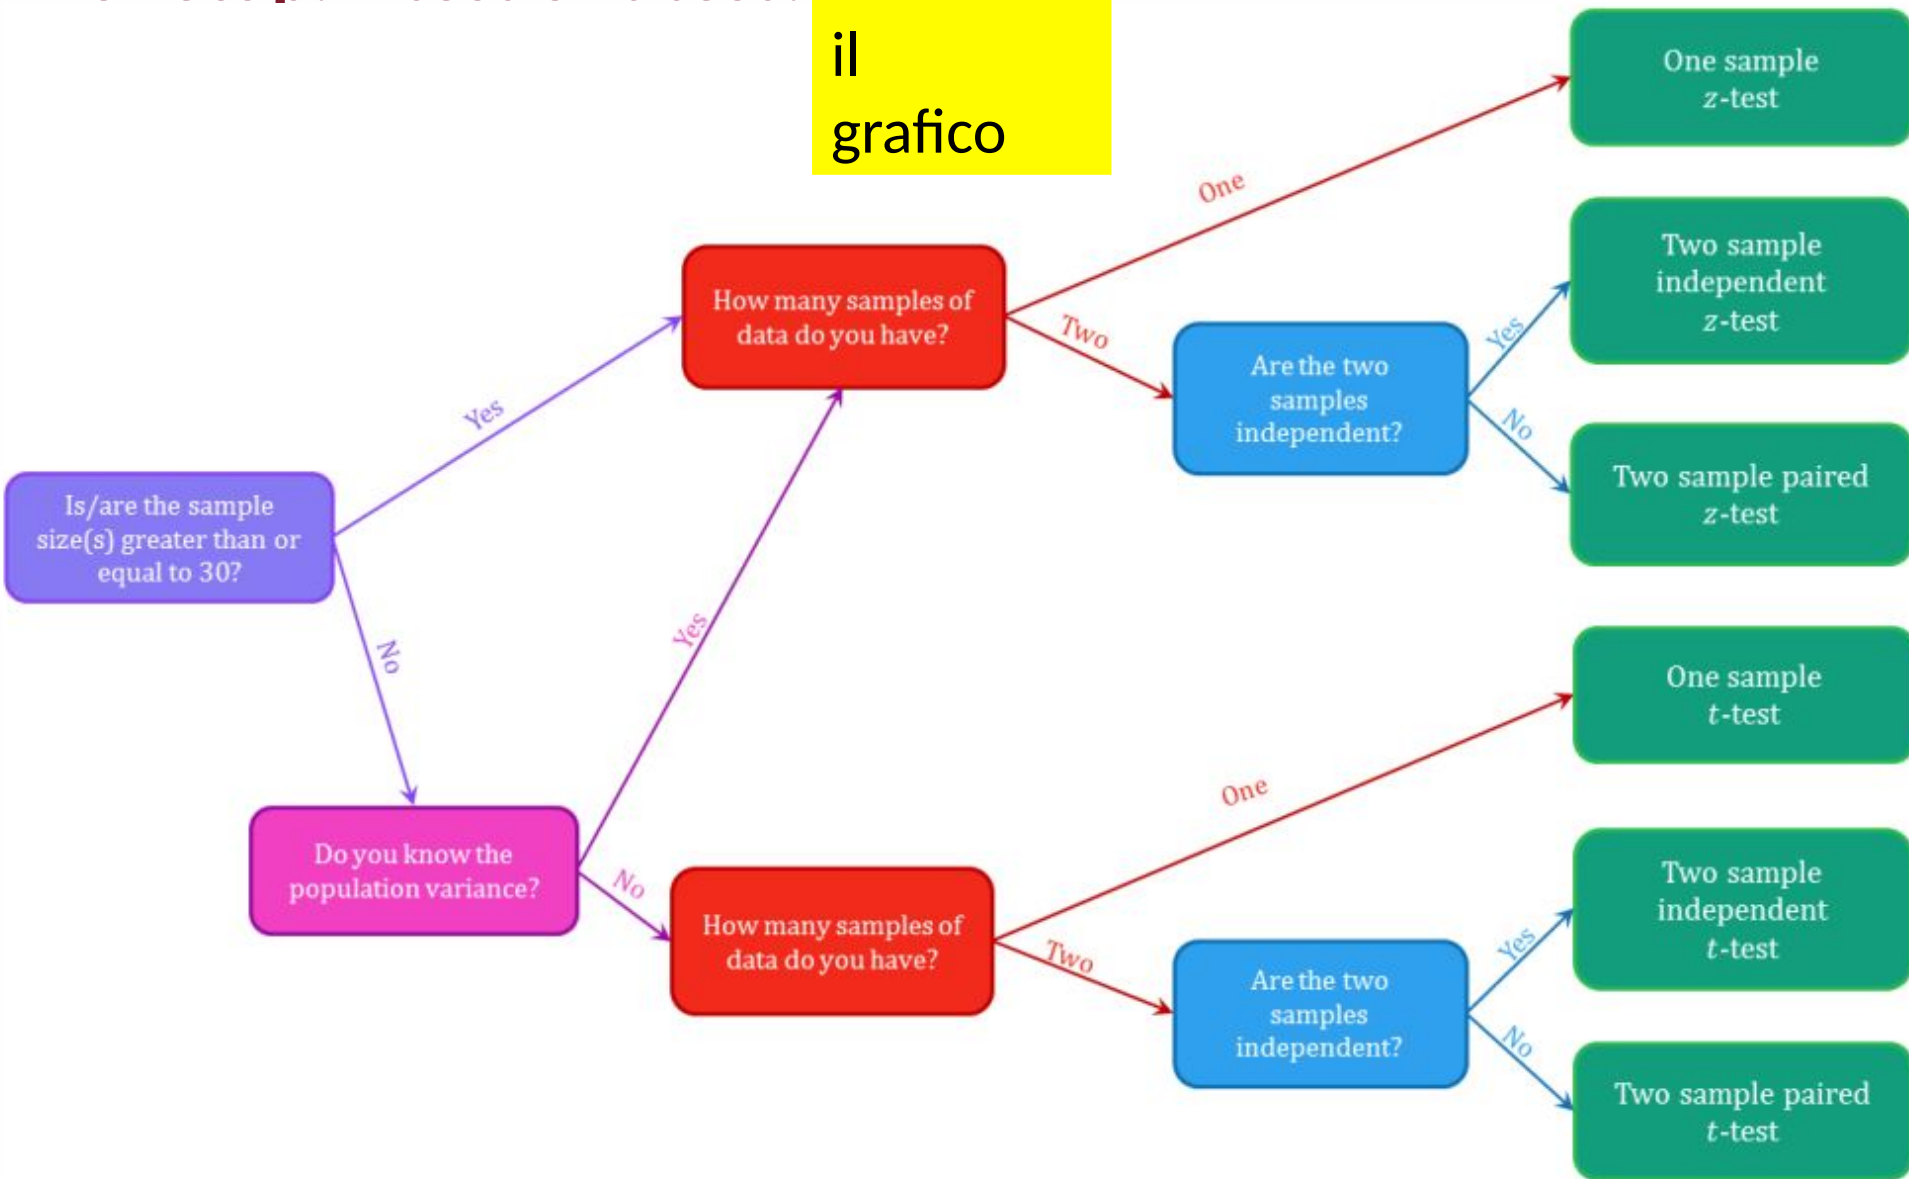 il
grafico
One sample
z-test
One
Two sample
independent
z-test
How many samples of
data do you have?
Two
Yes
Are the two
samples
independent?
No
Yes
Two sample paired
z-test
Is/are the sample
size(s) greater than or
equal to 30?
No
Yes
One sample
t-test
One
Do you know the
population variance?
No
How many samples of
data do you have?
Two
Two sample
independent
t-test
Yes
Are the two
samples
independent?
No
Two sample paired
t-test